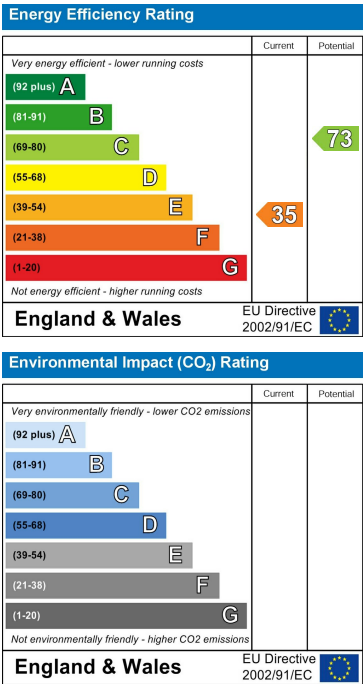 Energy Efficiency Rating
Current Potential
Very energy efficient - lower running costs
(92 plus) A
(81-91) B
(69-80) C
73
(55-68) D
(39-54) E
35
(21-38) F
(1-20) G
Not energy efficient - higher running costs
England & Wales
EU Directive
2002/91/EC
Environmental Impact (CO₂) Rating
Current Potential
Very environmentally friendly - lower CO2 emissions
(92 plus) A
(81-91) B
(69-80) C
(55-68) D
(39-54) E
(21-38) F
(1-20) G
Not environmentally friendly - higher CO2 emissions
England & Wales
EU Directive
2002/91/EC